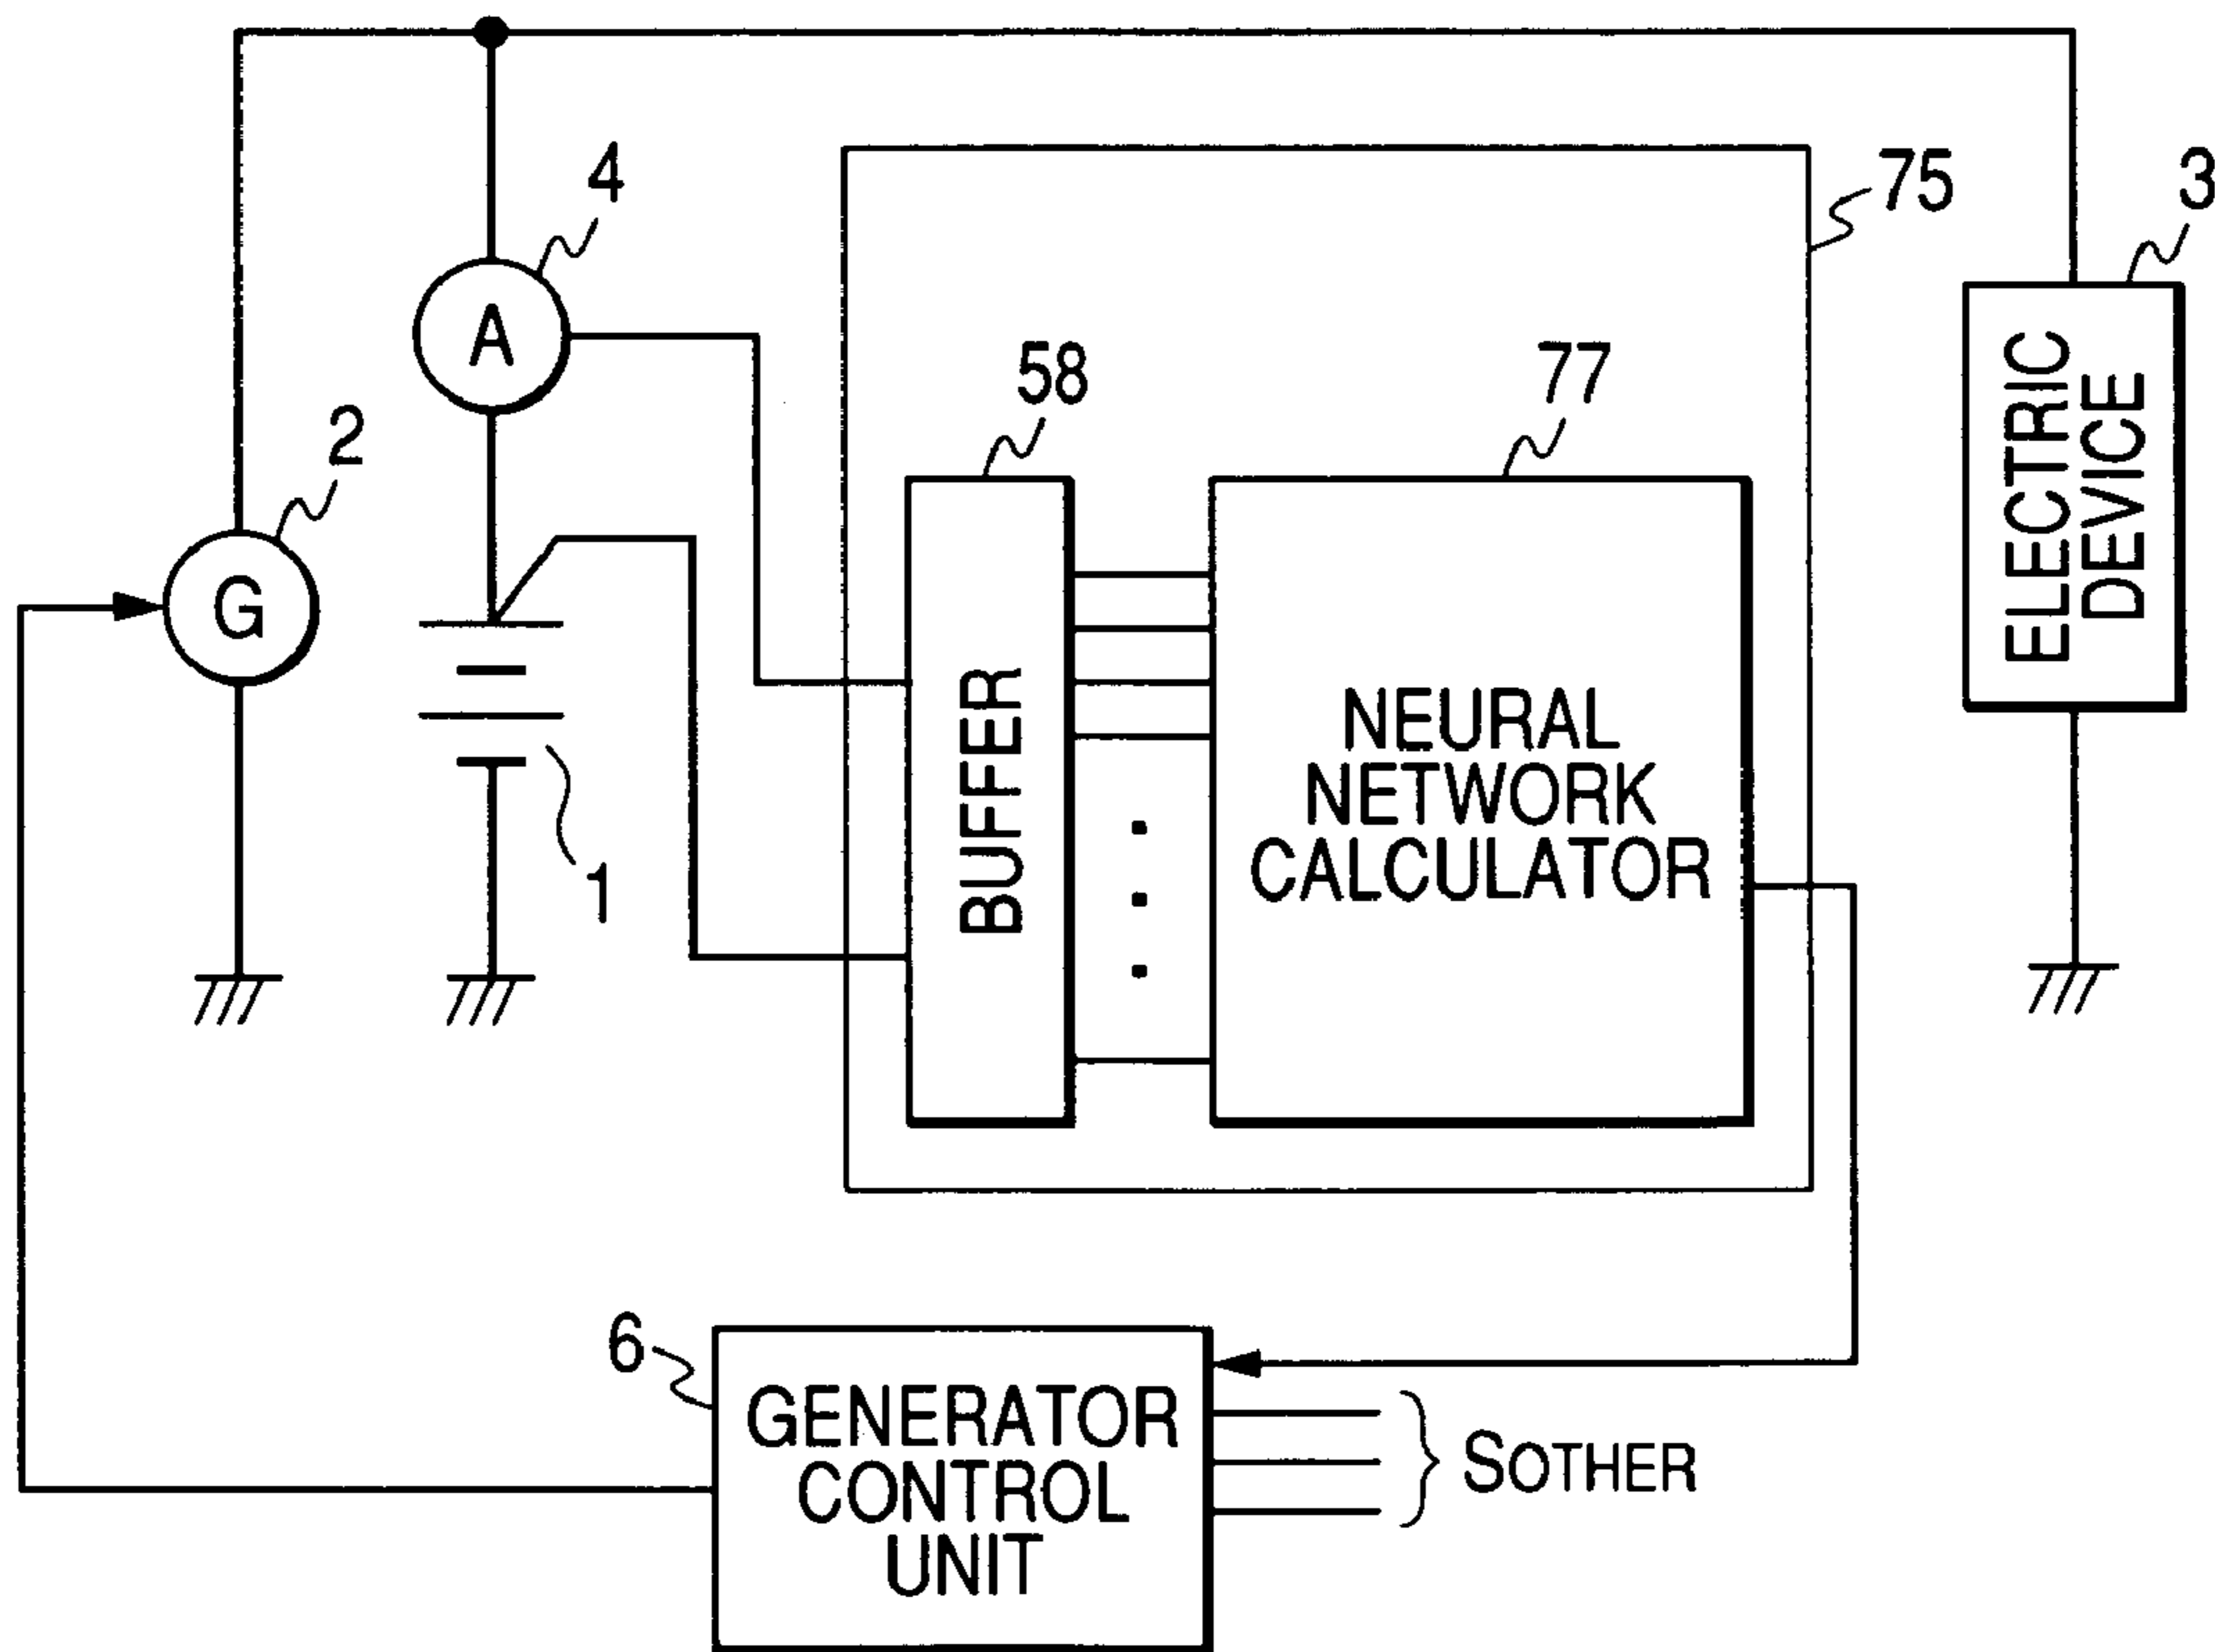 4
75
3
A
58
77
2
ELECTRIC
DEVICE
G
BUFFER
NEURAL
NETWORK
CALCULATOR
1
6
GENERATOR
CONTROL
UNIT
SOTHER